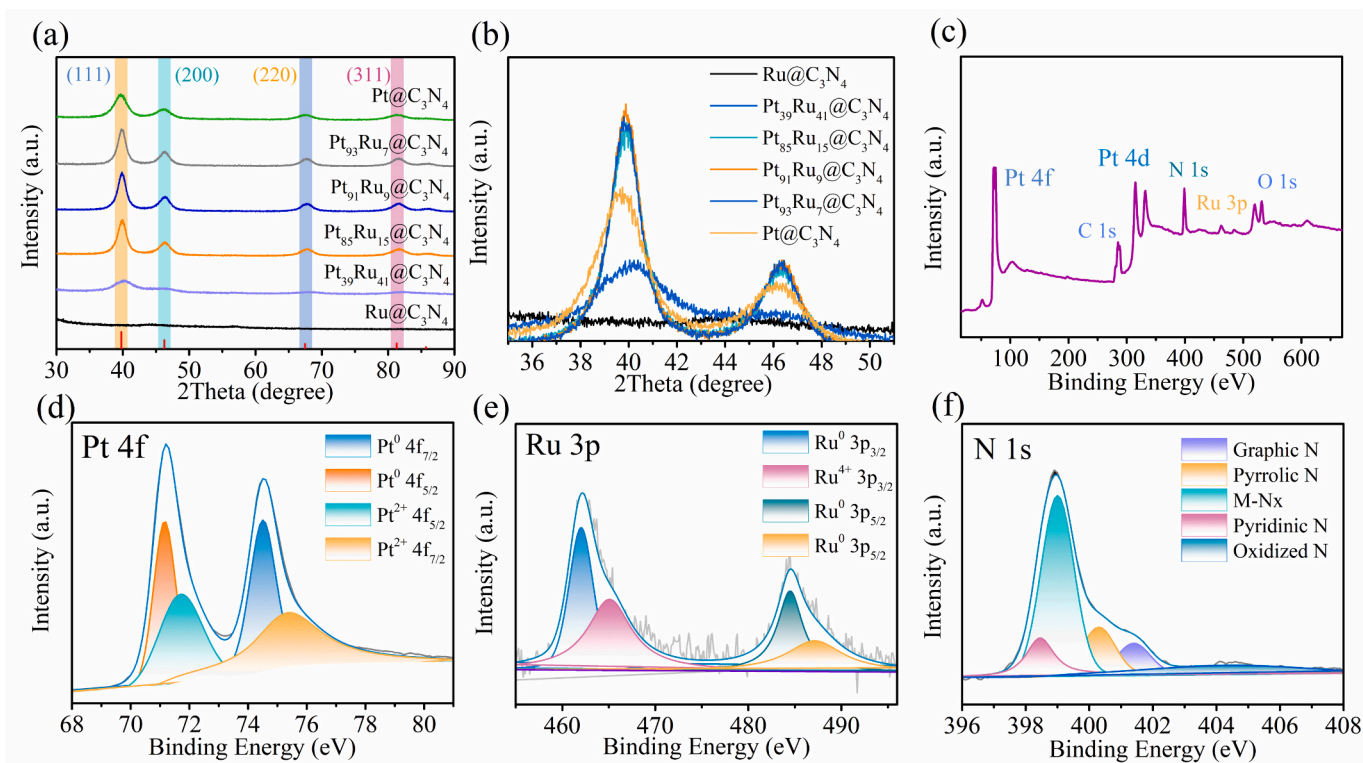 (a)
(111)
(200)
(220)
(311)
Pt@C₃N₄
Pt₉₃Ru₇@C₃N₄
Pt₉₁Ru₉@C₃N₄
Pt₈₅Ru₁₅@C₃N₄
Pt₃₉Ru₄₁@C₃N₄
Ru@C₃N₄
Intensity (a.u.)
30 40 50 60 70 80 90
2Theta (degree)
(b)
Ru@C₃N₄
Pt₃₉Ru₄₁@C₃N₄
Pt₈₅Ru₁₅@C₃N₄
Pt₉₁Ru₉@C₃N₄
Pt₉₃Ru₇@C₃N₄
Pt@C₃N₄
Intensity (a.u.)
36 38 40 42 44 46 48 50
2Theta (degree)
(c)
Pt 4f
C 1s
Pt 4d
N 1s
Ru 3p
O 1s
Intensity (a.u.)
100 200 300 400 500 600
Binding Energy (eV)
(d)
Pt 4f
Pt⁰ 4f₇/₂
Pt⁰ 4f₅/₂
Pt²⁺ 4f₅/₂
Pt²⁺ 4f₇/₂
Intensity (a.u.)
68 70 72 74 76 78 80
Binding Energy (eV)
(e)
Ru 3p
Ru⁰ 3p₃/₂
Ru⁴⁺ 3p₃/₂
Ru⁰ 3p₅/₂
Ru⁰ 3p₅/₂
Intensity (a.u.)
460 470 480 490
Binding Energy (eV)
(f)
N 1s
Graphic N
Pyrrolic N
M-Nx
Pyridinic N
Oxidized N
Intensity (a.u.)
396 398 400 402 404 406 408
Binding Energy (eV)